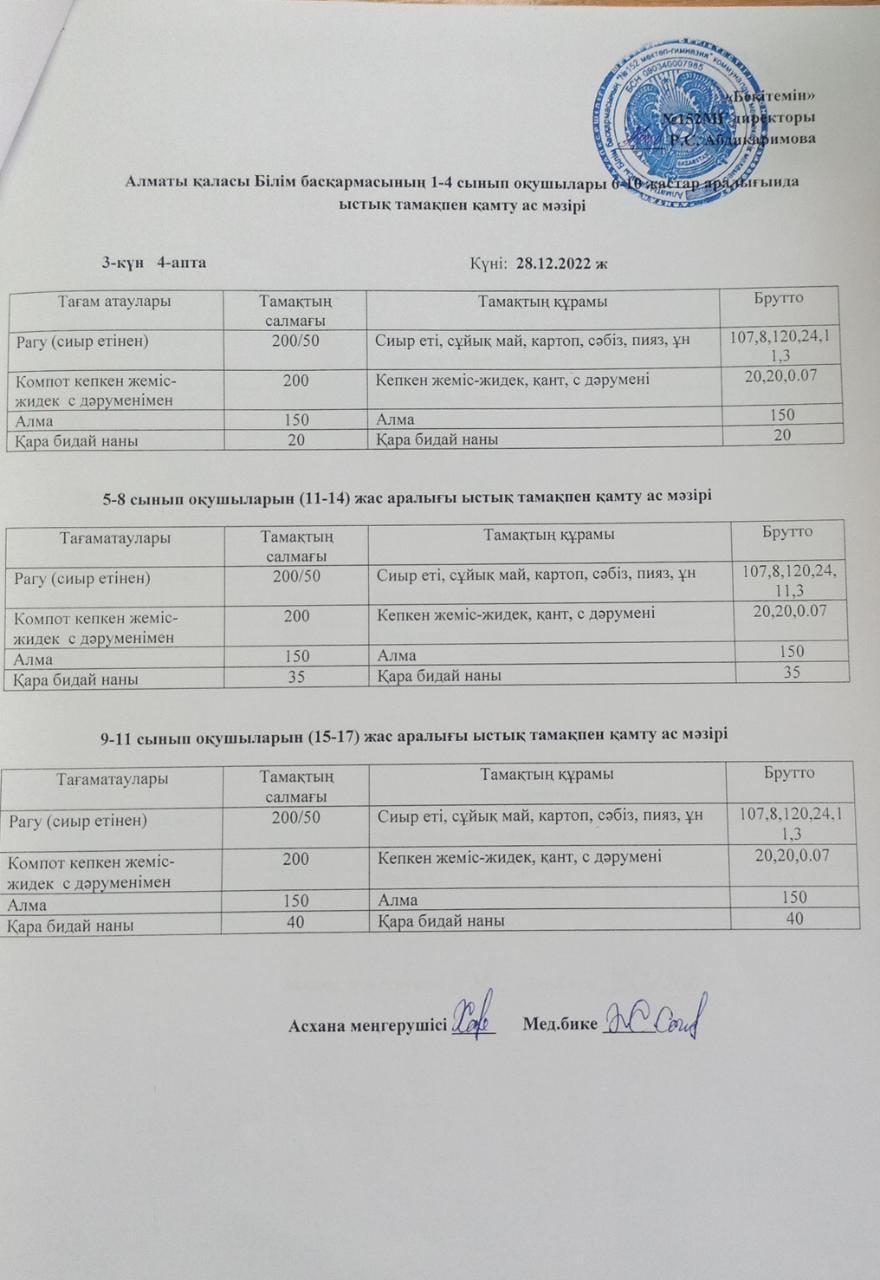 «Бекітемін»
№152МГ директоры
Р.С. Абдикаримова
БСН 090340007985
ҚАЗАҚСТАН
Алматы қаласы Білім басқармасының 1-4 сынып оқушылары 6-10 жастар аралығында
ыстық тамақпен қамту ас мәзірі
3-күн 4-апта Күні: 28.12.2022 ж
Тағам атаулары Тамақтың салмағы Тамақтың құрамы Брутто
Рагу (сиыр етінен) 200/50 Сиыр еті, сұйық май, картоп, сәбіз, пияз, ұн 107,8,120,24,1
1,3
Компот кепкен жеміс- 200 Кепкен жеміс-жидек, қант, с дәрумені 20,20,0.07
жидек с дәруменімен
Алма 150 Алма 150
Қара бидай наны 20 Қара бидай наны 20
5-8 сынып оқушыларын (11-14) жас аралығы ыстық тамақпен қамту ас мәзірі
Тағаматаулары Тамақтың салмағы Тамақтың құрамы Брутто
Рагу (сиыр етінен) 200/50 Сиыр еті, сұйық май, картоп, сәбіз, пияз, ұн 107,8,120,24,
11,3
Компот кепкен жеміс- 200 Кепкен жеміс-жидек, қант, с дәрумені 20,20,0.07
жидек с дәруменімен
Алма 150 Алма 150
Қара бидай наны 35 Қара бидай наны 35
9-11 сынып оқушыларын (15-17) жас аралығы ыстық тамақпен қамту ас мәзірі
Тағаматаулары Тамақтың салмағы Тамақтың құрамы Брутто
Рагу (сиыр етінен) 200/50 Сиыр еті, сұйық май, картоп, сәбіз, пияз, ұн 107,8,120,24,1
1,3
Компот кепкен жеміс- 200 Кепкен жеміс-жидек, қант, с дәрумені 20,20,0.07
жидек с дәруменімен
Алма 150 Алма 150
Қара бидай наны 40 Қара бидай наны 40
Асхана меңгерушісі Мед.бике